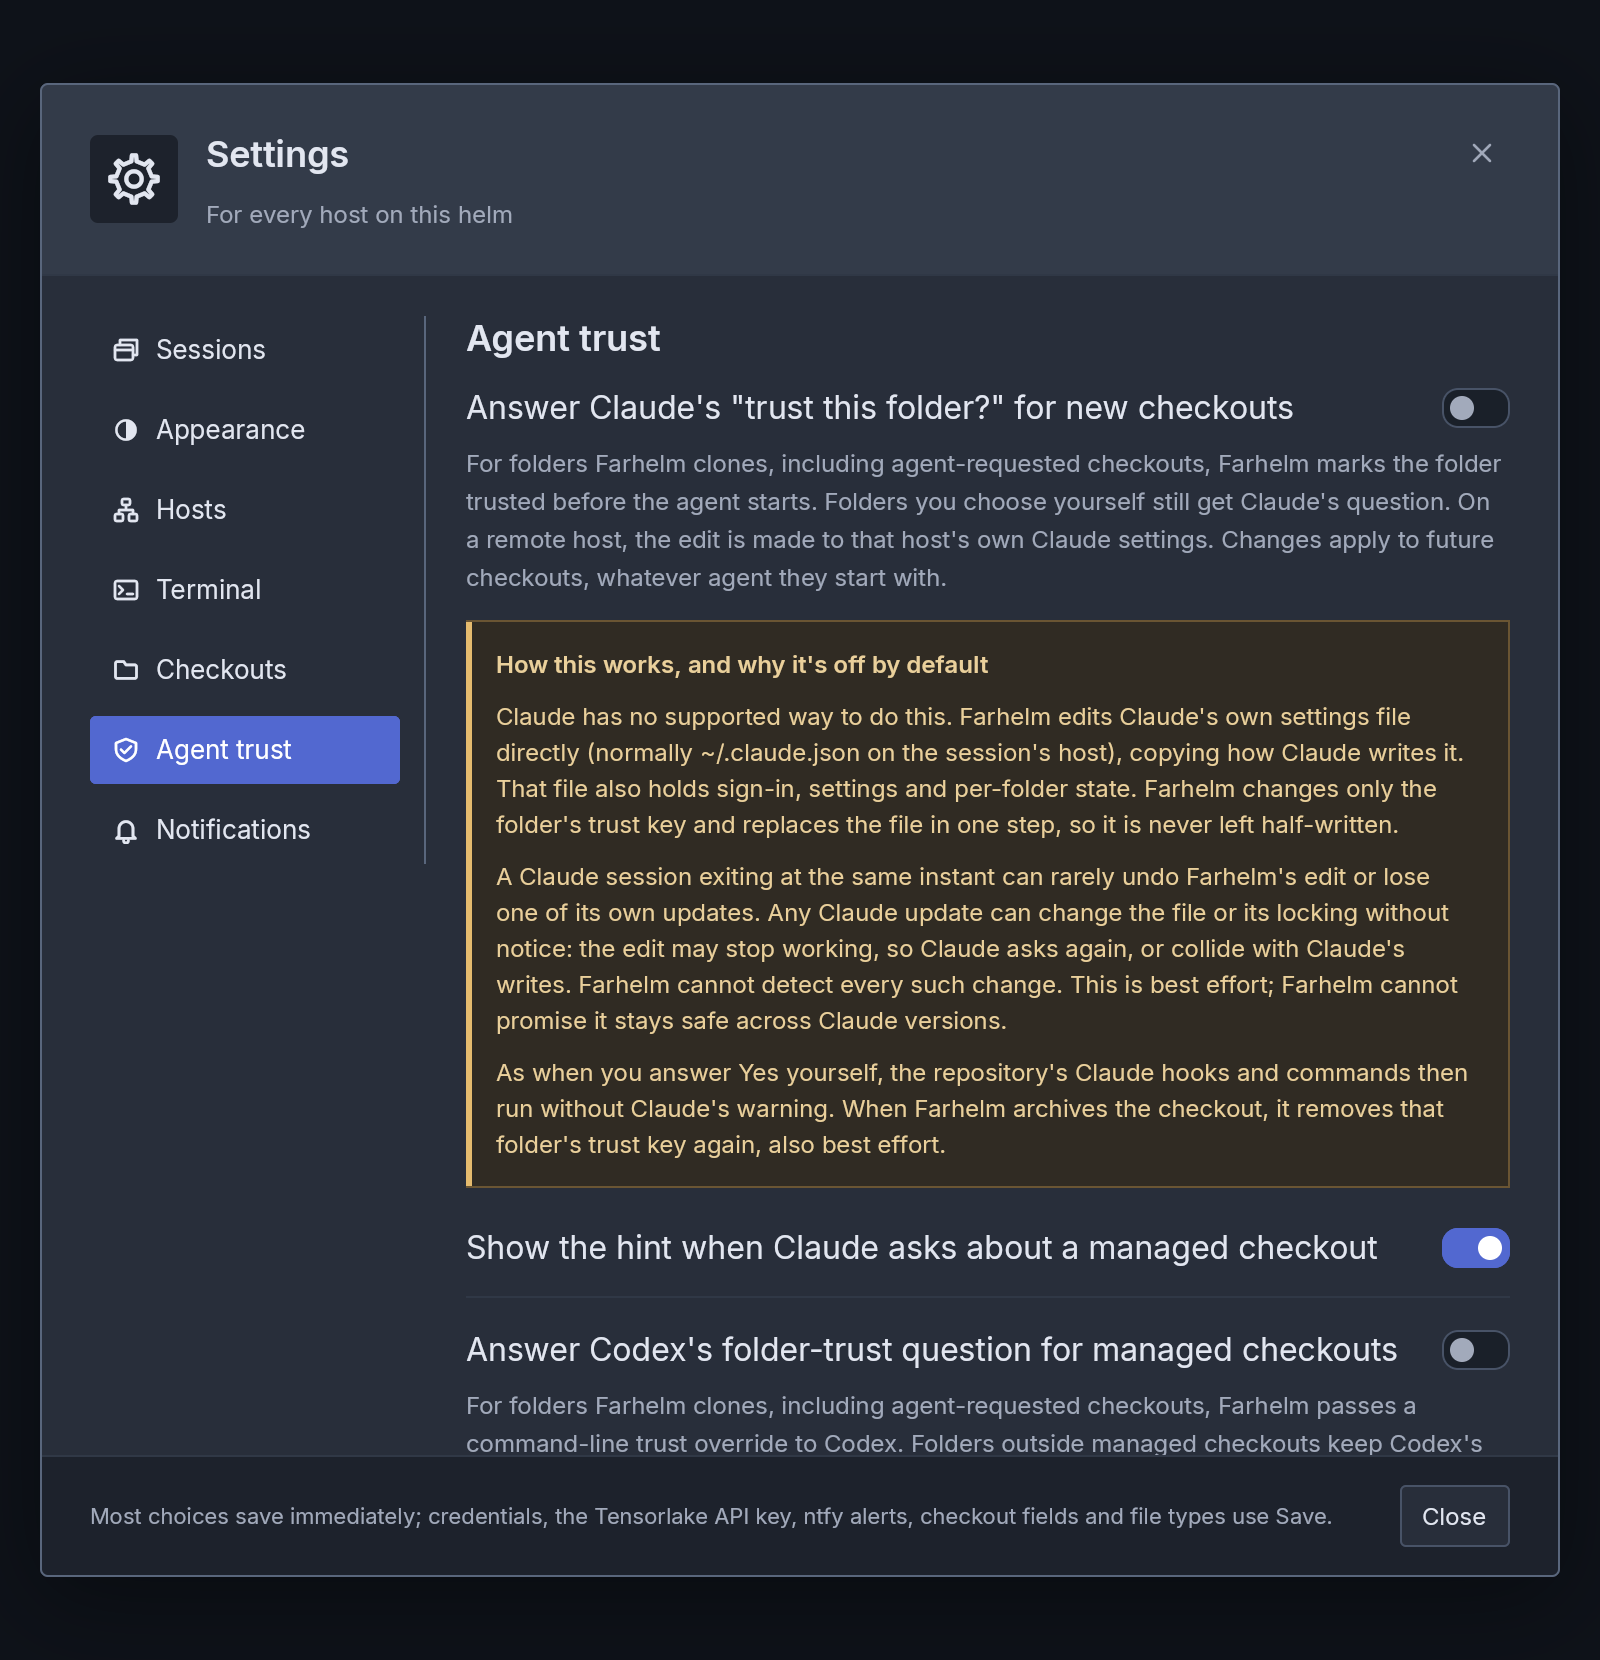 Settings
For every host on this helm
Sessions
Appearance
Hosts
Terminal
Checkouts
Agent trust
Notifications
Agent trust
Answer Claude's "trust this folder?" for new checkouts
For folders Farhelm clones, including agent-requested checkouts, Farhelm marks the folder
trusted before the agent starts. Folders you choose yourself still get Claude's question. On
a remote host, the edit is made to that host's own Claude settings. Changes apply to future
checkouts, whatever agent they start with.
How this works, and why it's off by default
Claude has no supported way to do this. Farhelm edits Claude's own settings file
directly (normally ~/.claude.json on the session's host), copying how Claude writes it.
That file also holds sign-in, settings and per-folder state. Farhelm changes only the
folder's trust key and replaces the file in one step, so it is never left half-written.
A Claude session exiting at the same instant can rarely undo Farhelm's edit or lose
one of its own updates. Any Claude update can change the file or its locking without
notice: the edit may stop working, so Claude asks again, or collide with Claude's
writes. Farhelm cannot detect every such change. This is best effort; Farhelm cannot
promise it stays safe across Claude versions.
As when you answer Yes yourself, the repository's Claude hooks and commands then
run without Claude's warning. When Farhelm archives the checkout, it removes that
folder's trust key again, also best effort.
Show the hint when Claude asks about a managed checkout
Answer Codex's folder-trust question for managed checkouts
For folders Farhelm clones, including agent-requested checkouts, Farhelm passes a
command-line trust override to Codex. Folders outside managed checkouts keep Codex's
Most choices save immediately; credentials, the Tensorlake API key, ntfy alerts, checkout fields and file types use Save.
Close